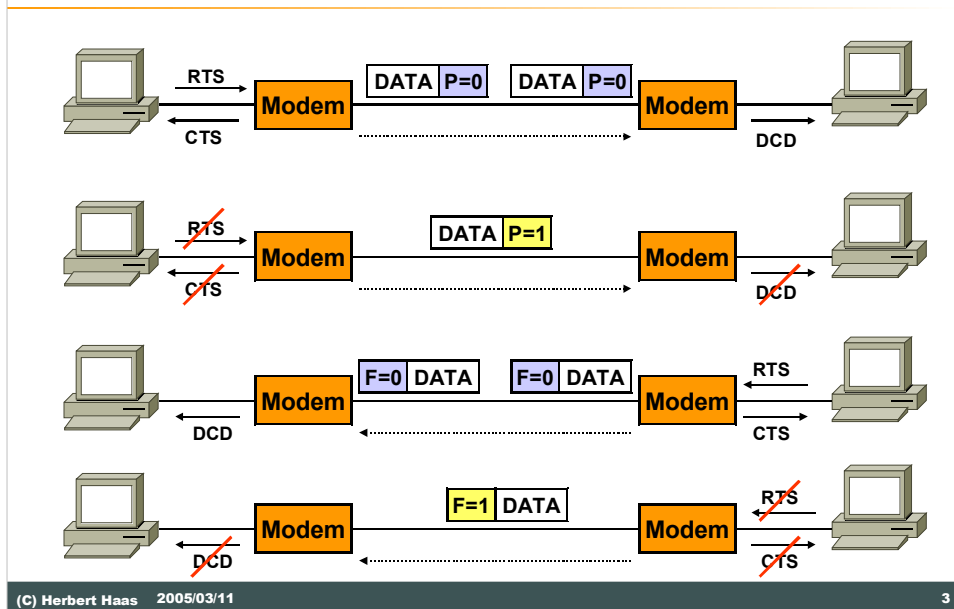 RTS
DATA P=0 DATA P=0
Modem Modem
CTS
DCD
RTS
DATA P=1
Modem Modem
CTS
DCD
F=0 DATA F=0 DATA
RTS
Modem Modem
DCD
CTS
F=1 DATA
RTS
Modem Modem
DCD
CTS
(C) Herbert Haas 2005/03/11 3